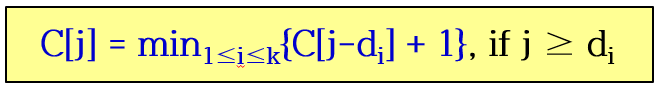 C[j] = min₁≤ᵢ≤ₖ{C[j-dᵢ] + 1}, if j ≥ dᵢ